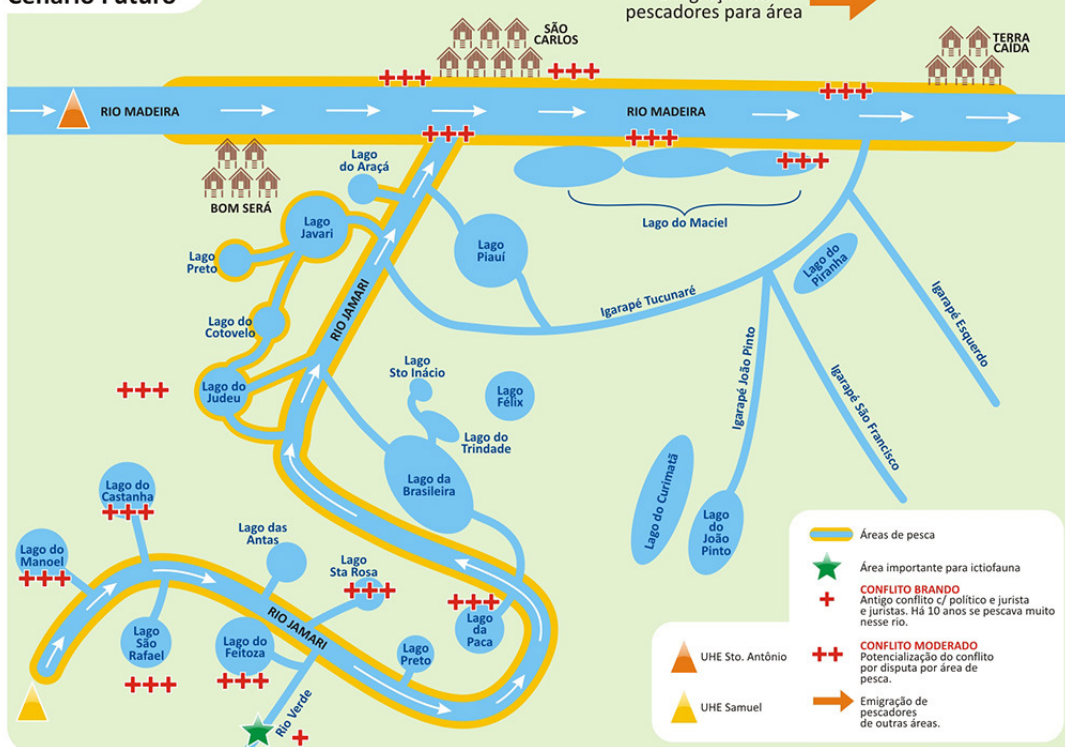 Cenário Futuro
pescadores para área
SÃO
CARLOS
TERRA
CAÍDA
RIO MADEIRA
RIO MADEIRA
BOM SERÁ
Lago
do Araçá
Lago
Javari
Lago
Preto
Lago
Piauí
Lago do Maciel
Lago do
Piranha
Igarapé Tucunaré
Igarapé Esquerdo
RIO JAMARI
Lago do
Cotovelo
Lago do
Judeu
Lago
Sto Inácio
Lago
Félix
Lago do
Trindade
Lago da
Brasileira
Igarapé João Pinto
Igarapé São Francisco
Lago do Curimatã
Lago
do
João
Pinto
Lago do
Castanha
Lago do
Manoel
Lago das
Antas
Lago
Sta Rosa
RIO JAMARI
Lago
São
Rafael
Lago do
Feitoza
Lago
Preto
Lago
da
Paca
Rio Verde
UHE Sto. Antônio
UHE Samuel
Áreas de pesca
Área importante para ictiofauna
CONFLITO BRANDO
Antigo conflito c/ político e jurista
e juristas. Há 10 anos se pescava muito
nesse rio.
CONFLITO MODERADO
Potencialização do conflito
por disputa por área de
pesca.
Emigração de
pescadores
de outras áreas.